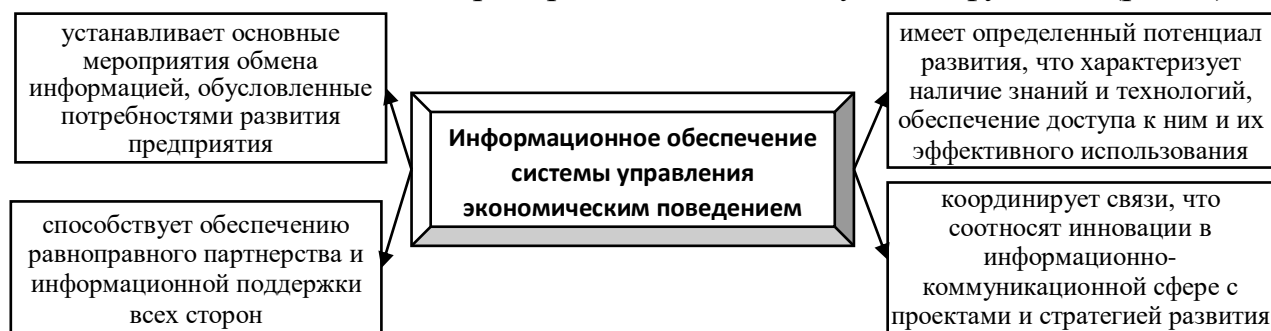 устанавливает основные
мероприятия обмена
информацией, обусловленные
потребностями развития
предприятия
способствует обеспечению
равноправного партнерства и
информационной поддержки
всех сторон
Информационное обеспечение
системы управления
экономическим поведением
имеет определенный потенциал
развития, что характеризует
наличие знаний и технологий,
обеспечение доступа к ним и их
эффективного использования
координирует связи, что
соотносят инновации в
информационно-
коммуникационной сфере с
проектами и стратегией развития